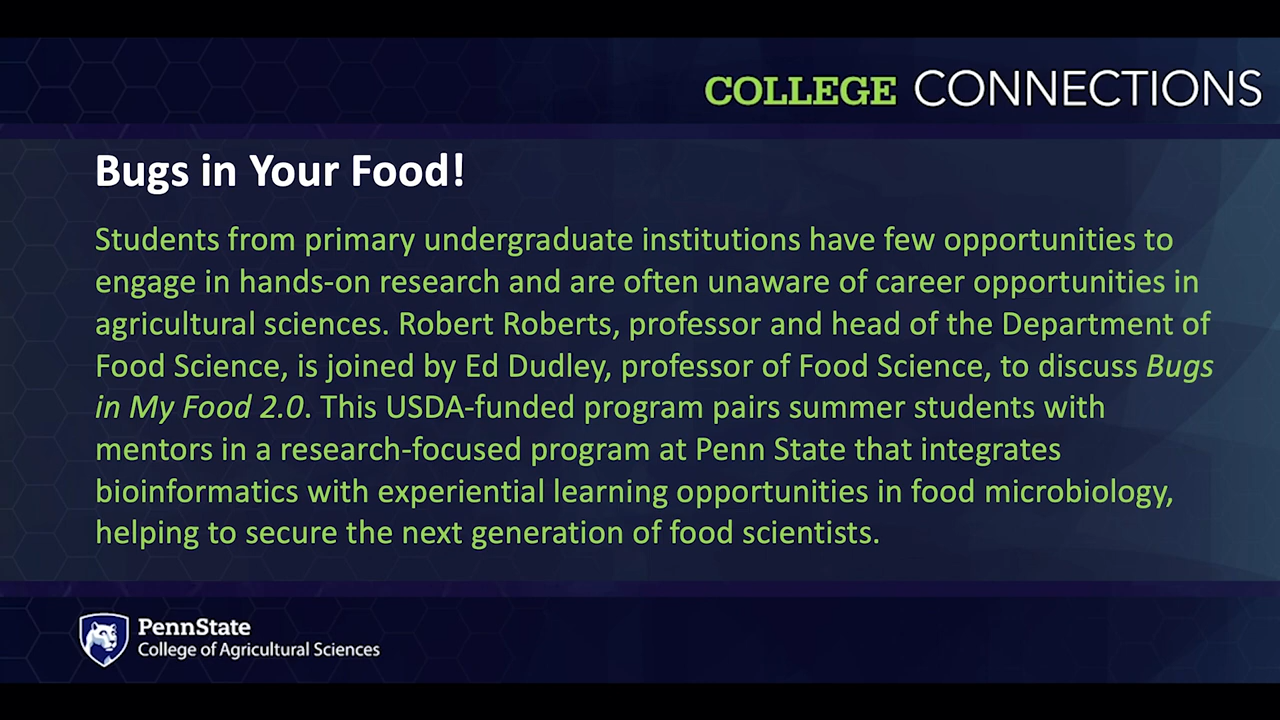 COLLEGE CONNECTIONS
Bugs in Your Food!
Students from primary undergraduate institutions have few opportunities to
engage in hands-on research and are often unaware of career opportunities in
agricultural sciences. Robert Roberts, professor and head of the Department of
Food Science, is joined by Ed Dudley, professor of Food Science, to discuss Bugs
in My Food 2.0. This USDA-funded program pairs summer students with
mentors in a research-focused program at Penn State that integrates
bioinformatics with experiential learning opportunities in food microbiology,
helping to secure the next generation of food scientists.
PennState
College of Agricultural Sciences